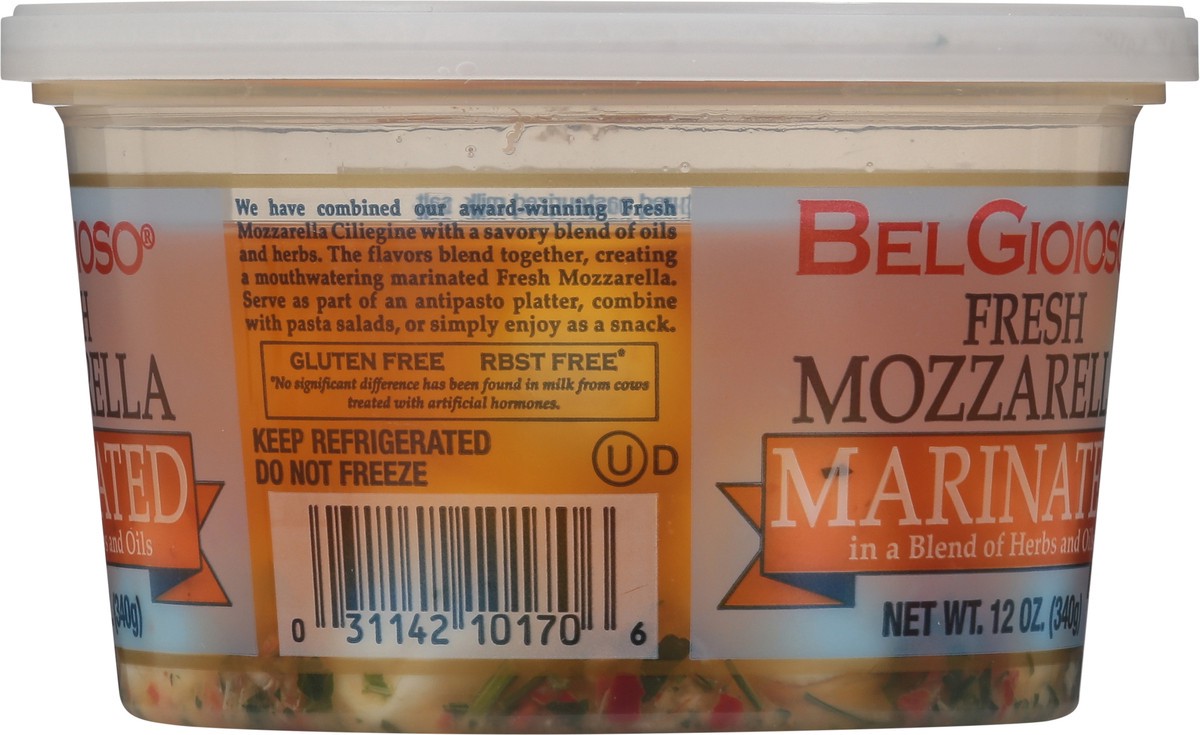 IOSO®
H
ELLA
ATED
and Oils
(340g)
We have combined our award-winning Fresh
Mozzarella Ciliegine with a savory blend of oils
and herbs. The flavors blend together, creating
a mouthwatering marinated Fresh Mozzarella.
Serve as part of an antipasto platter, combine
with pasta salads, or simply enjoy as a snack.
GLUTEN FREE RBST FREE*
*No significant difference has been found in milk from cows
treated with artificial hormones.
KEEP REFRIGERATED
DO NOT FREEZE
U D
0 31142 10170 6
BELGIOIOSO
FRESH
MOZZARELL
MARINATE
in a Blend of Herbs and Oi
NET WT. 12 OZ. (340g)